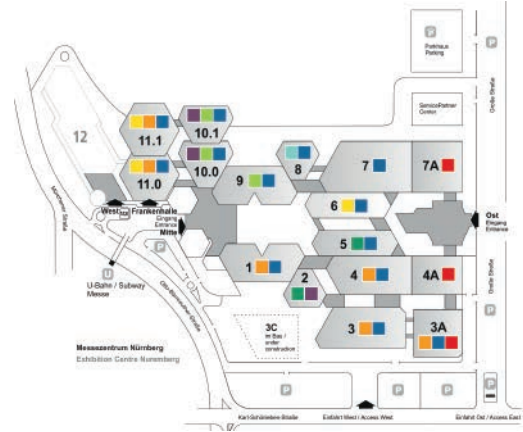 P
Parkhaus
Parking
P
Große Straße
ServicePartner
Center
12
11.1
10.1
11.0
10.0
8
7
7A
9
6
Münchener Straße
West
Frankenhalle
Eingang
Entrance
Mitte
Ost
Eingang
Entrance
5
P
U
U-Bahn / Subway
Messe
1
2
4
4A
Große Straße
3C
im Bau /
under
construction
3
3A
P
Messezentrum Nürnberg
Exhibition Centre Nuremberg
P
P
P
P
P
Karl-Schönleben-Straße
Einfahrt West / Access West
Einfahrt Ost / Access East